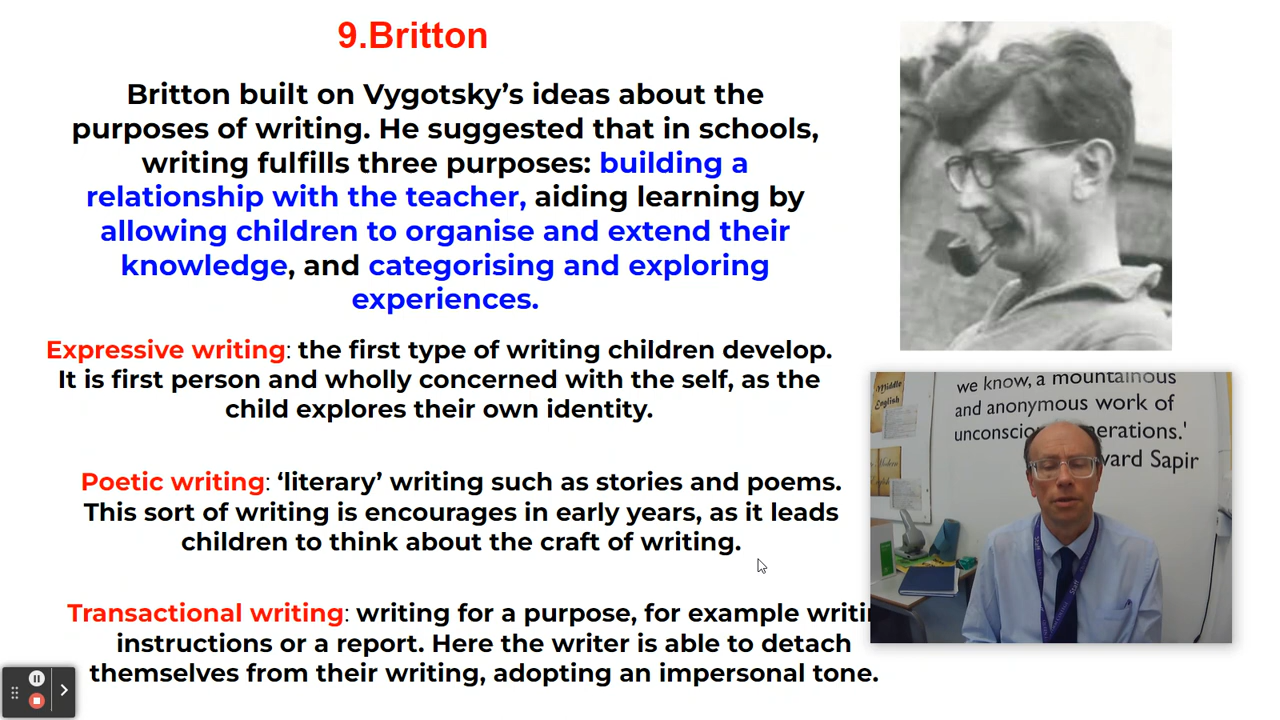 9.Britton
Britton built on Vygotsky’s ideas about the
purposes of writing. He suggested that in schools,
writing fulfills three purposes: building a
relationship with the teacher, aiding learning by
allowing children to organise and extend their
knowledge, and categorising and exploring
experiences.
Expressive writing: the first type of writing children develop.
It is first person and wholly concerned with the self, as the
child explores their own identity.
Poetic writing: ‘literary’ writing such as stories and poems.
This sort of writing is encourages in early years, as it leads
children to think about the craft of writing.
Transactional writing: writing for a purpose, for example
instructions or a report. Here the writer is able to detach
themselves from their writing, adopting an impersonal tone.
Middle
English
we know, a mountainous
and anonymous work of
unconscious generations.'
Sapir